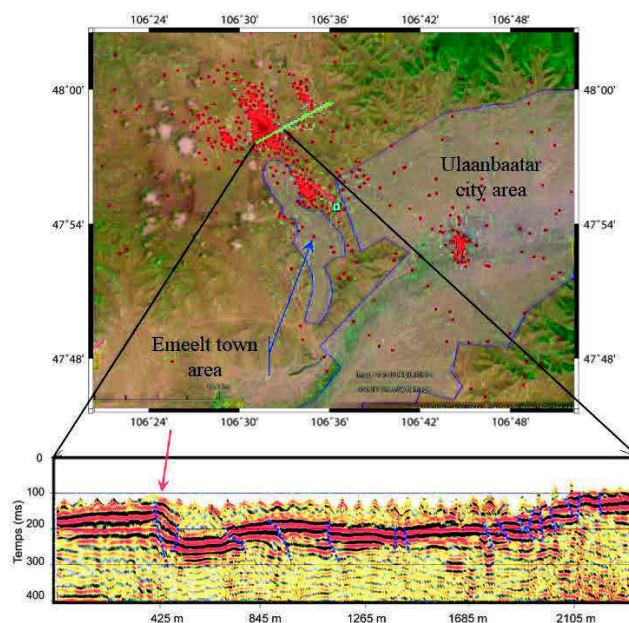 106˚24' 106˚30' 106˚36' 106˚42' 106˚48'
48˚00' 48˚00'
Ulaanbaatar
city area
47˚54' 47˚54'
Emeelt town
area
47˚48' 47˚48'
106˚24' 106˚30' 106˚36' 106˚42' 106˚48'
Temps (ms)
0
100
200
300
400
425 m 845 m 1265 m 1685 m 2105 m